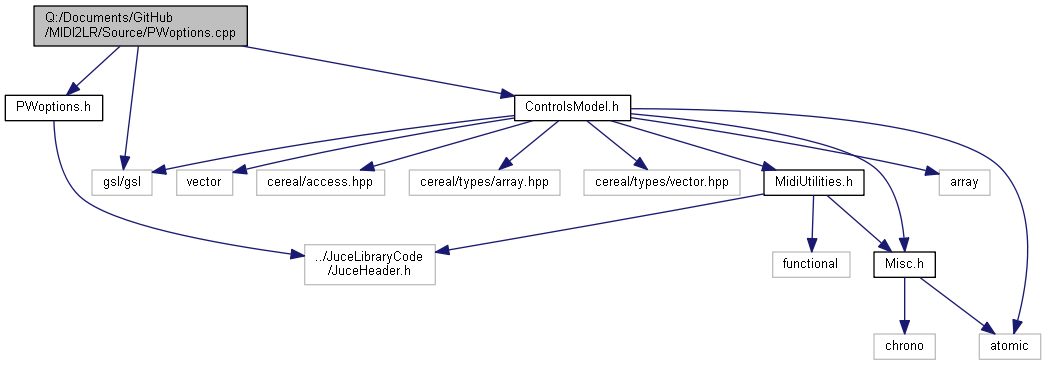 Q:/Documents/GitHub
/MIDI2LR/Source/PWoptions.cpp
PWoptions.h
ControlsModel.h
gsl/gsl
vector
cereal/access.hpp
cereal/types/array.hpp
cereal/types/vector.hpp
MidiUtilities.h
array
../JuceLibraryCode
/JuceHeader.h
functional
Misc.h
chrono
atomic